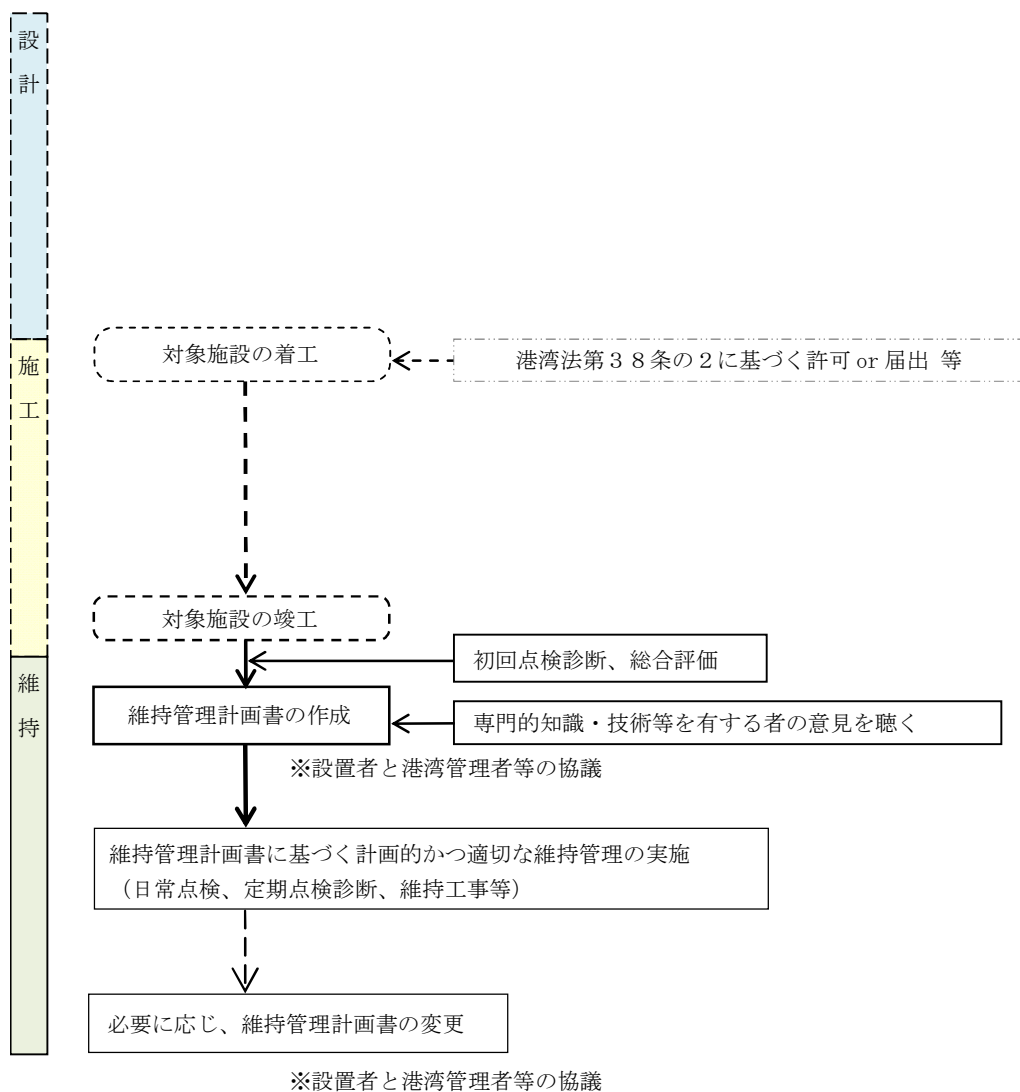 設計
施工
対象施設の着工
港湾法第３８条の２に基づく許可 or 届出 等
対象施設の竣工
初回点検診断、総合評価
維持
維持管理計画書の作成
専門的知識・技術等を有する者の意見を聴く
※設置者と港湾管理者等の協議
維持管理計画書に基づく計画的かつ適切な維持管理の実施
（日常点検、定期点検診断、維持工事等）
必要に応じ、維持管理計画書の変更
※設置者と港湾管理者等の協議